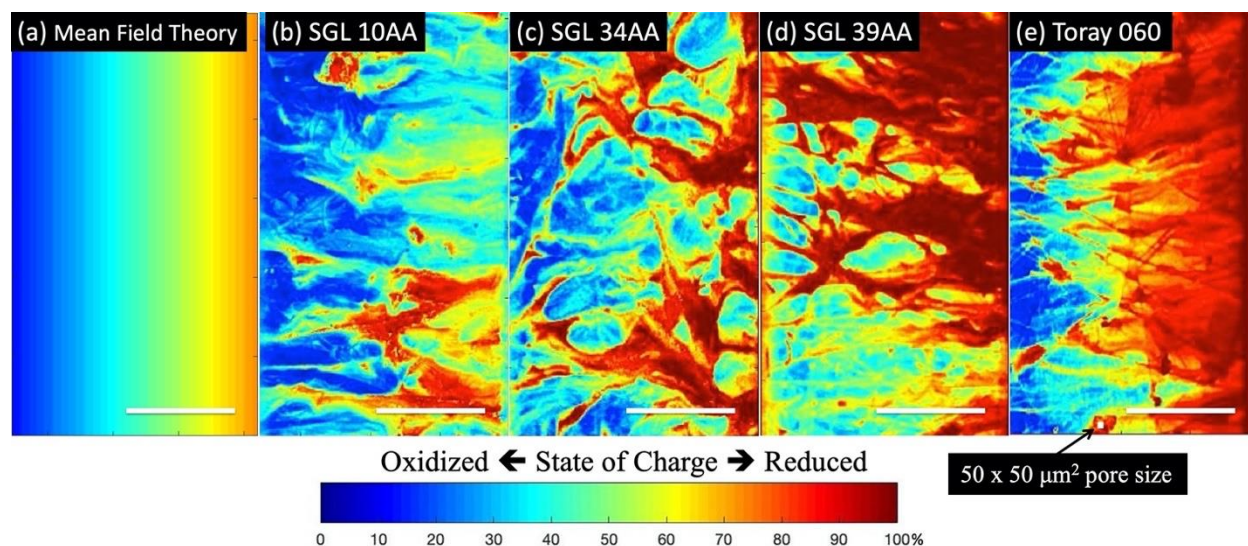 (a) Mean Field Theory
(b) SGL 10AA
(c) SGL 34AA
(d) SGL 39AA
(e) Toray 060
Oxidized ← State of Charge → Reduced
50 x 50 μm² pore size
0 10 20 30 40 50 60 70 80 90 100%